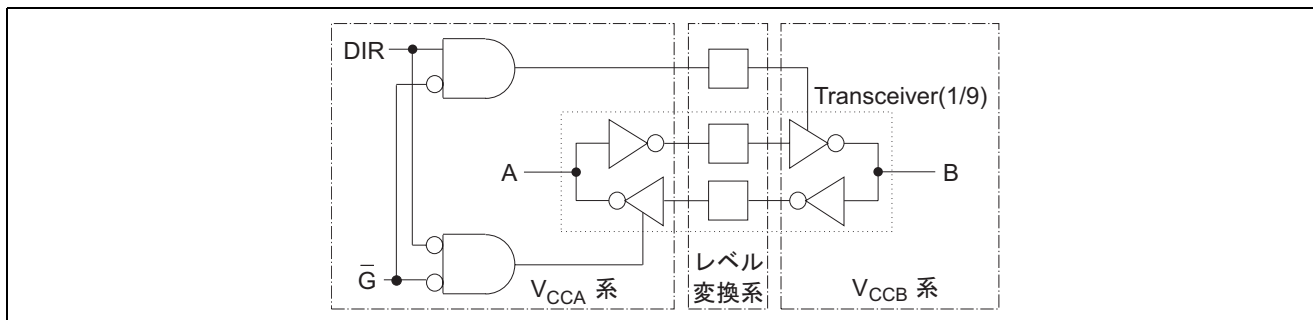 DIR
Transceiver(1/9)
A
B
G̅
レベル
変換系
VCCA 系
VCCB 系